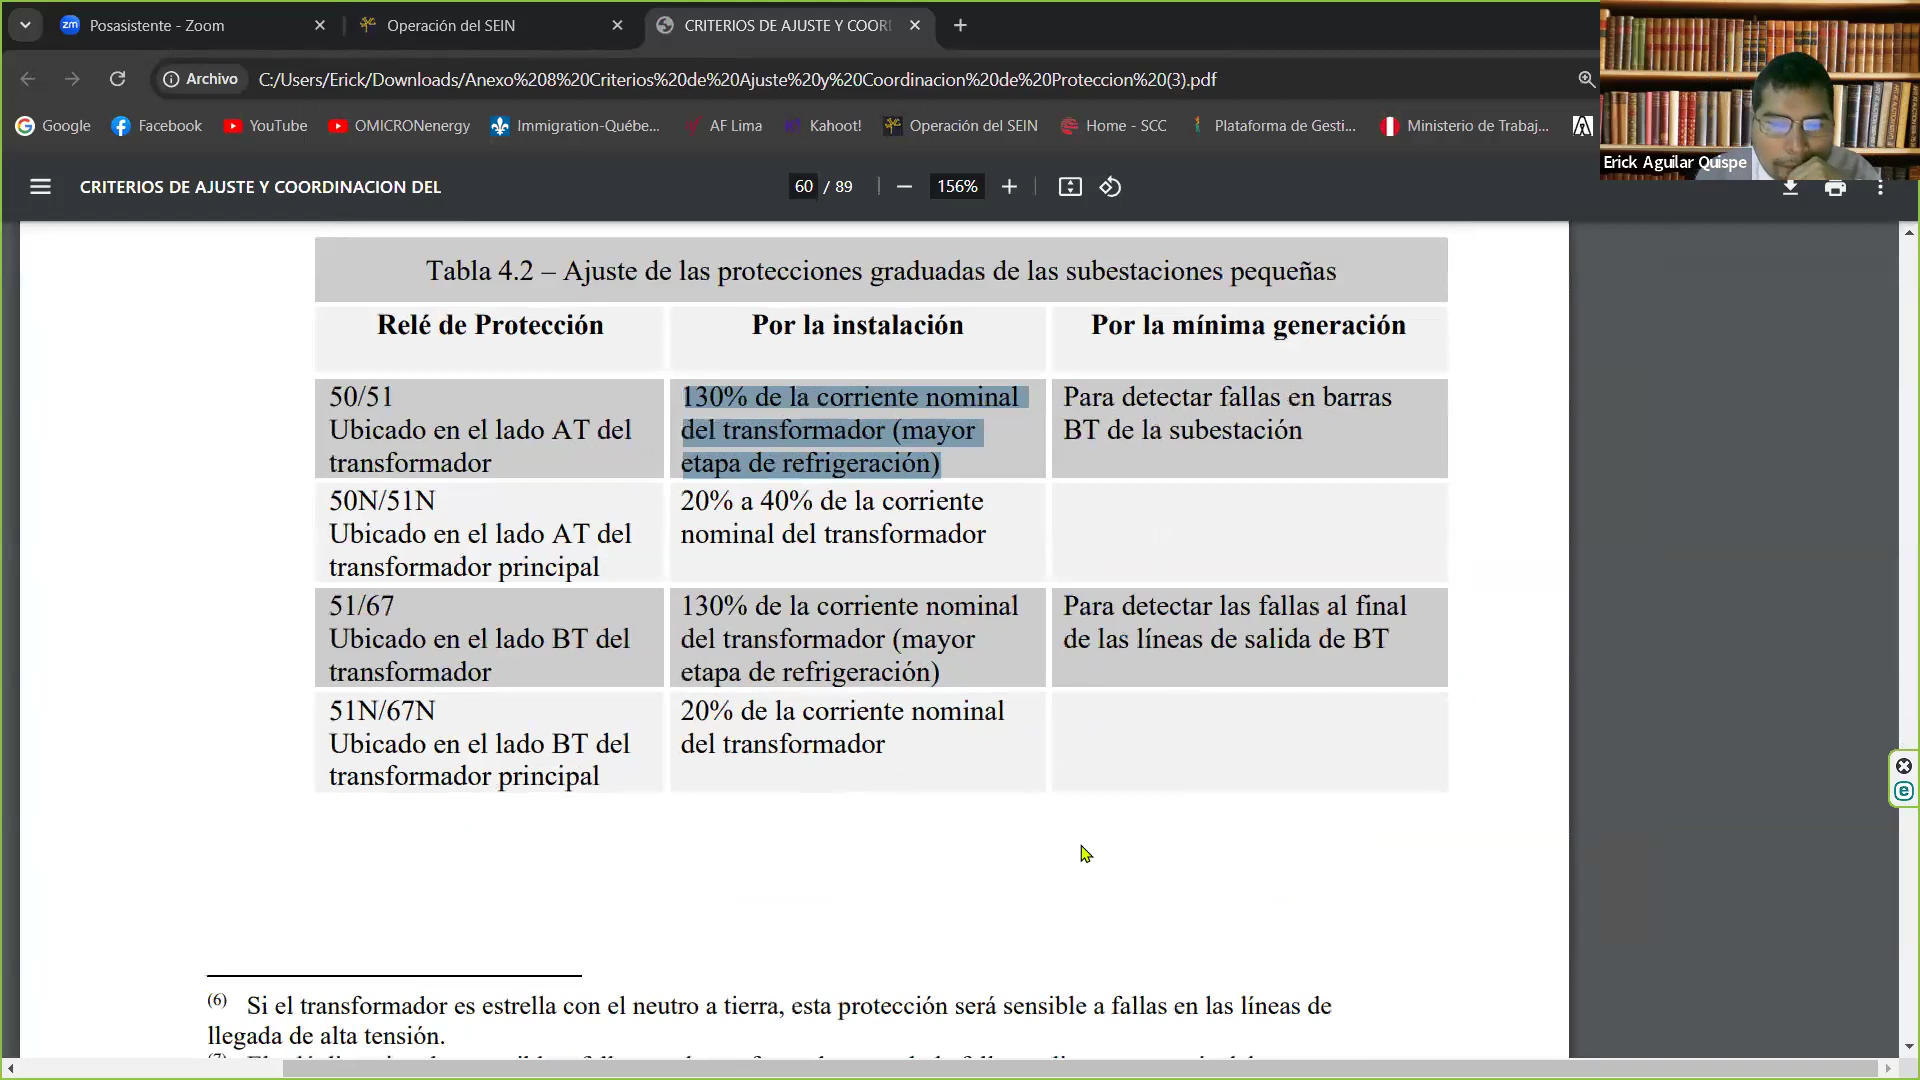 Posasistente - Zoom
Operación del SEIN
CRITERIOS DE AJUSTE Y COOR
Archivo
C:/Users/Erick/Downloads/Anexo%208%20Criterios%20de%20Ajuste%20y%20Coordinacion%20de%20Proteccion%20(3).pdf
Google
Facebook
YouTube
OMICRONenergy
Immigration-Québe...
AF Lima
Kahoot!
Operación del SEIN
Home - SCC
Plataforma de Gesti...
Ministerio de Trabaj...
Erick Aguilar Quispe
CRITERIOS DE AJUSTE Y COORDINACION DEL
60 / 89
156%
Tabla 4.2 – Ajuste de las protecciones graduadas de las subestaciones pequeñas
Relé de Protección
Por la instalación
Por la mínima generación
50/51
Ubicado en el lado AT del
transformador
130% de la corriente nominal
del transformador (mayor
etapa de refrigeración)
Para detectar fallas en barras
BT de la subestación
50N/51N
Ubicado en el lado AT del
transformador principal
20% a 40% de la corriente
nominal del transformador
51/67
Ubicado en el lado BT del
transformador
130% de la corriente nominal
del transformador (mayor
etapa de refrigeración)
Para detectar las fallas al final
de las líneas de salida de BT
51N/67N
Ubicado en el lado BT del
transformador principal
20% de la corriente nominal
del transformador
(6) Si el transformador es estrella con el neutro a tierra, esta protección será sensible a fallas en las líneas de
llegada de alta tensión.